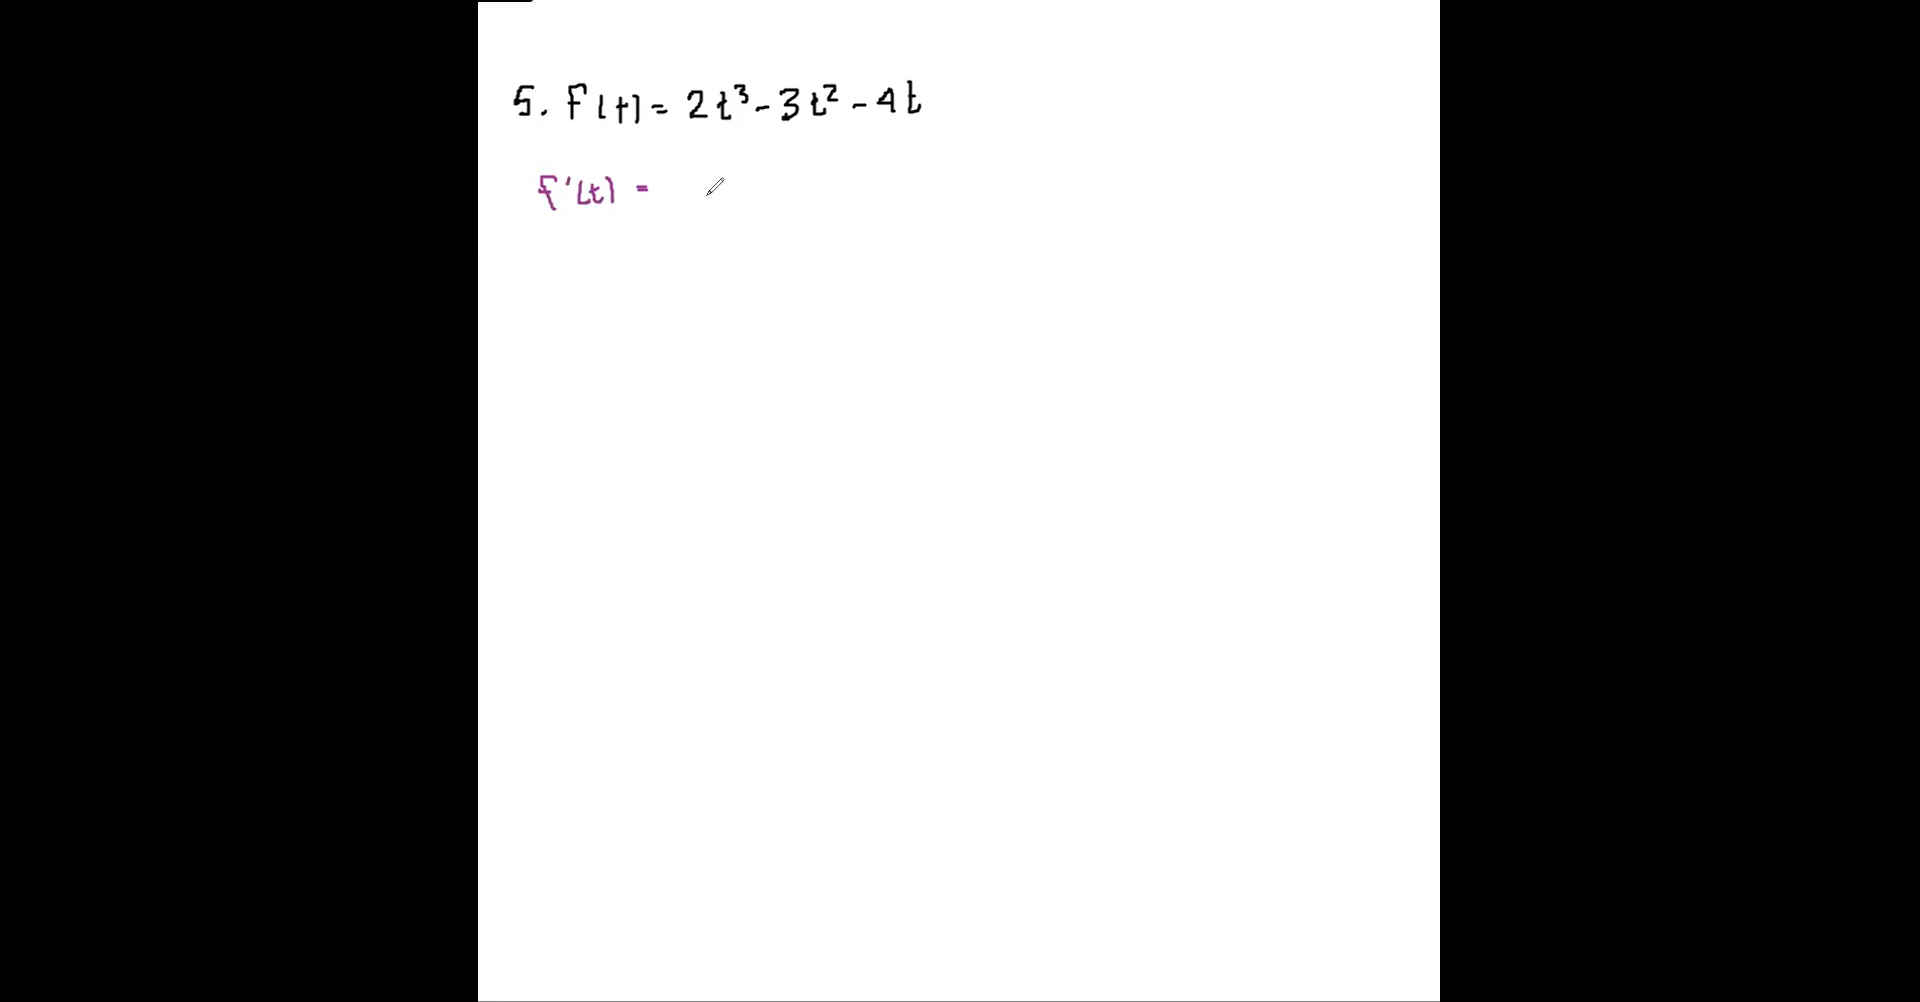 5. f(t) = 2t³ - 3t² - 4t
f'(t) =